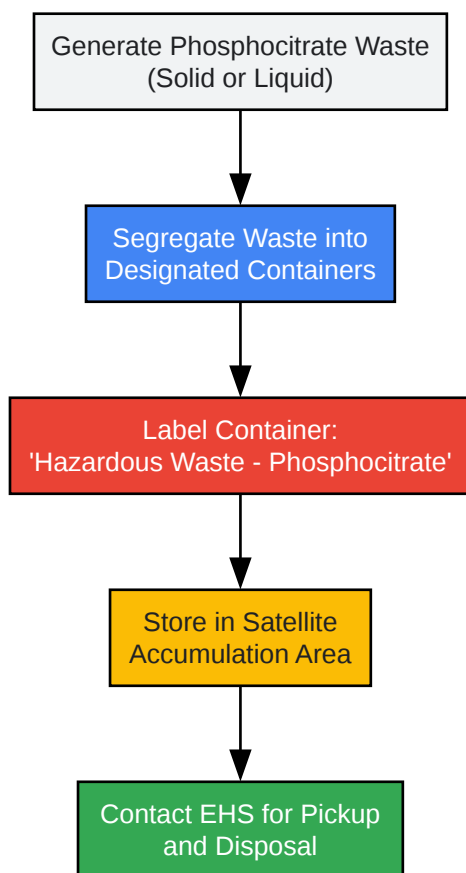 Generate Phosphocitrate Waste
(Solid or Liquid)
Segregate Waste into
Designated Containers
Label Container:
'Hazardous Waste - Phosphocitrate'
Store in Satellite
Accumulation Area
Contact EHS for Pickup
and Disposal